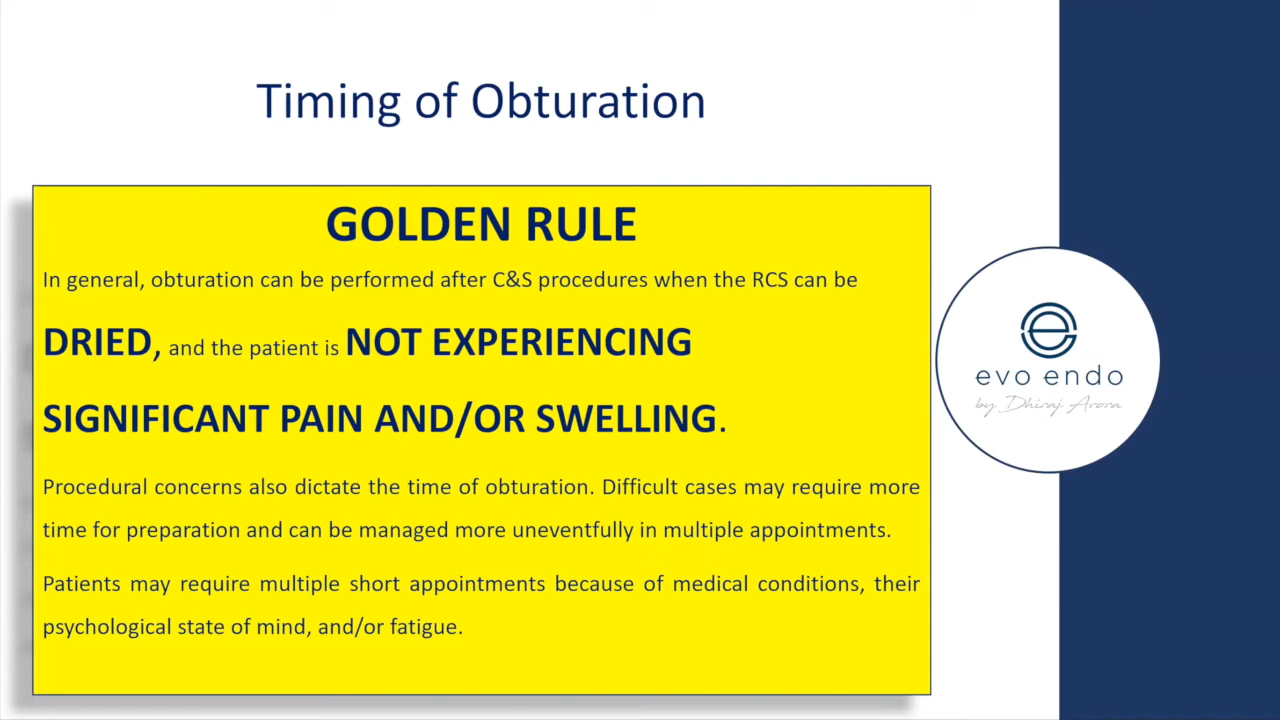 Timing of Obturation
GOLDEN RULE
In general, obturation can be performed after C&S procedures when the RCS can be
DRIED, and the patient is NOT EXPERIENCING
SIGNIFICANT PAIN AND/OR SWELLING.
Procedural concerns also dictate the time of obturation. Difficult cases may require more
time for preparation and can be managed more uneventfully in multiple appointments.
Patients may require multiple short appointments because of medical conditions, their
psychological state of mind, and/or fatigue.
evo endo
by Dhiraj Arora